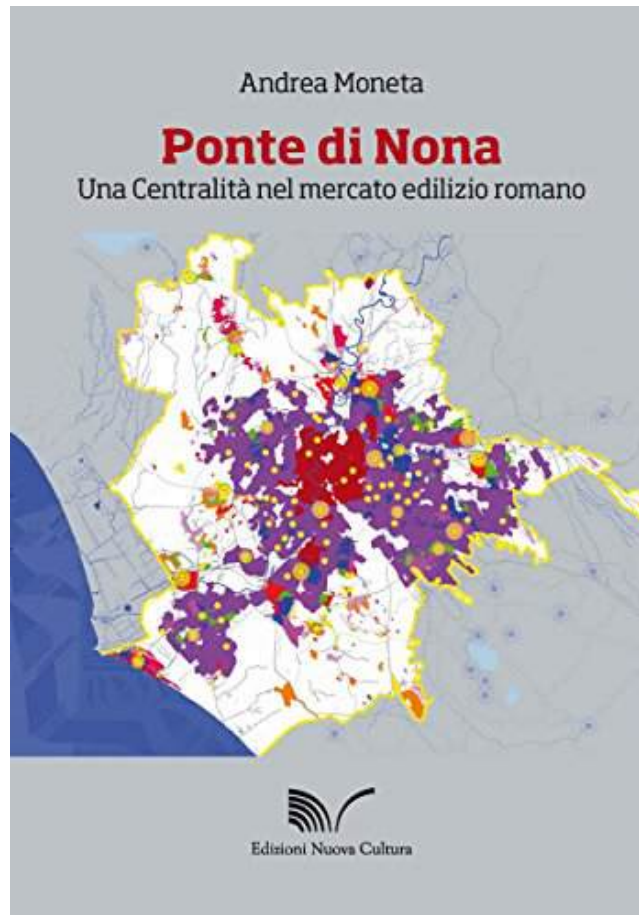 Andrea Moneta
Ponte di Nona
Una Centralità nel mercato edilizio romano
Edizioni Nuova Cultura